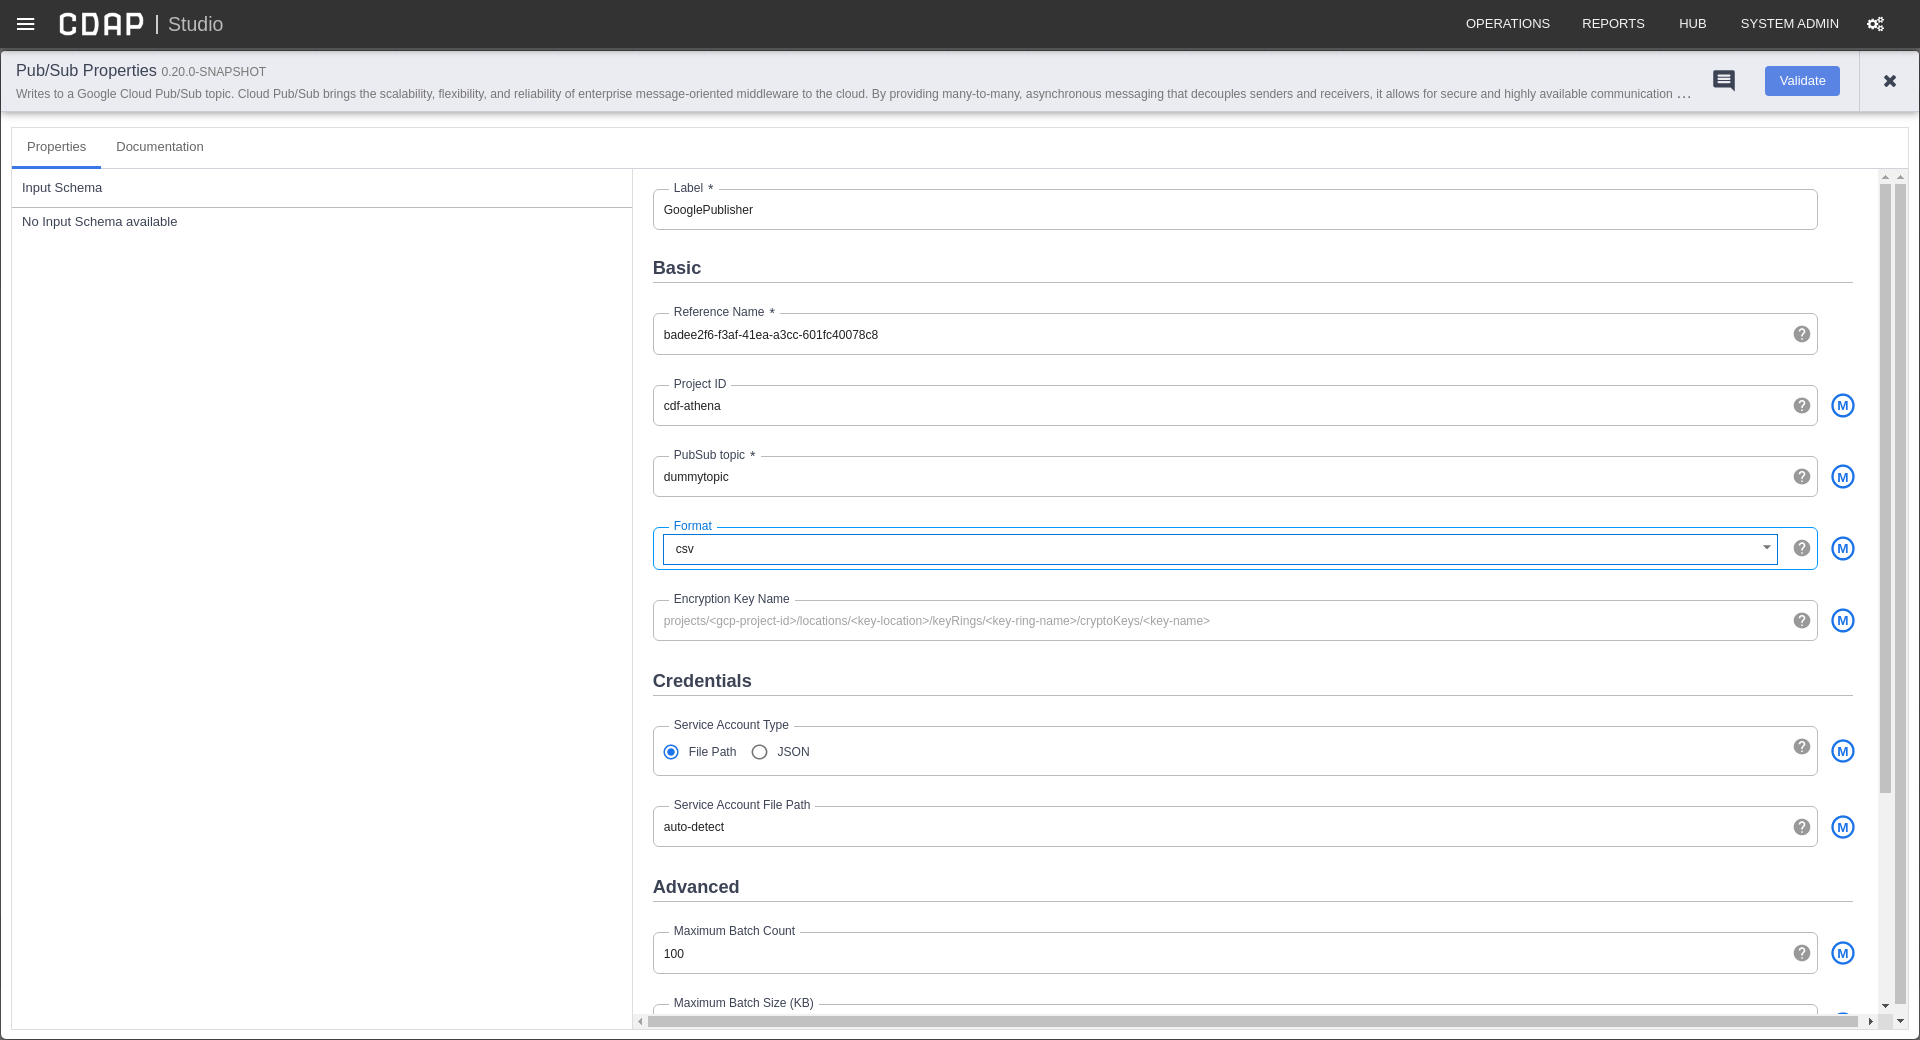 CDAP | Studio
OPERATIONS REPORTS HUB SYSTEM ADMIN
Pub/Sub Properties 0.20.0-SNAPSHOT
Writes to a Google Cloud Pub/Sub topic. Cloud Pub/Sub brings the scalability, flexibility, and reliability of enterprise message-oriented middleware to the cloud. By providing many-to-many, asynchronous messaging that decouples senders and receivers, it allows for secure and highly available communication ...
Validate
Properties Documentation
Input Schema
No Input Schema available
Label *
GooglePublisher
Basic
Reference Name *
badee2f6-f3af-41ea-a3cc-601fc40078c8
Project ID
cdf-athena
M
PubSub topic *
dummytopic
M
Format
csv
M
Encryption Key Name
projects/<gcp-project-id>/locations/<key-location>/keyRings/<key-ring-name>/cryptoKeys/<key-name>
M
Credentials
Service Account Type
File Path JSON
M
Service Account File Path
auto-detect
M
Advanced
Maximum Batch Count
100
M
Maximum Batch Size (KB)